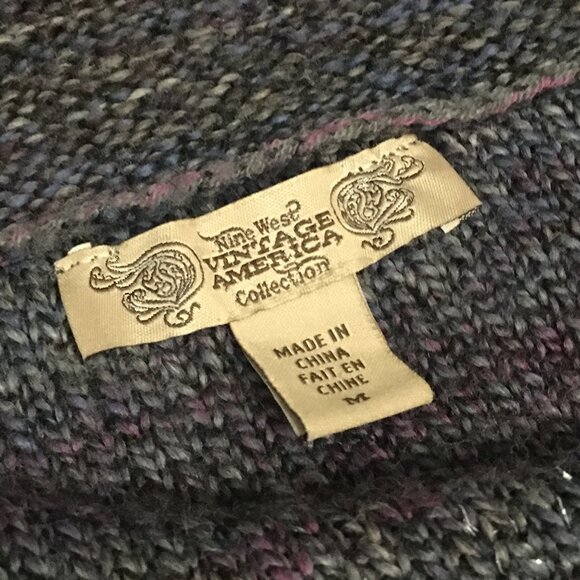 Nine West
VINTAGE
AMERICA
Collection
MADE IN
CHINA
FAIT EN
CHINE
M